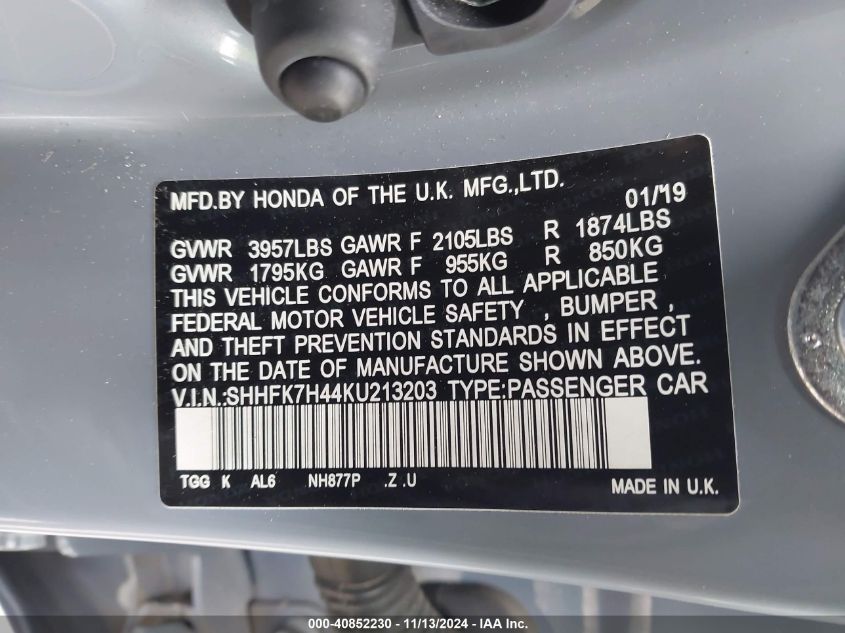 MFD.BY HONDA OF THE U.K. MFG.,LTD. 01/19
GVWR 3957LBS GAWR F 2105LBS R 1874LBS
GVWR 1795KG GAWR F 955KG R 850KG
THIS VEHICLE CONFORMS TO ALL APPLICABLE
FEDERAL MOTOR VEHICLE SAFETY , BUMPER ,
AND THEFT PREVENTION STANDARDS IN EFFECT
ON THE DATE OF MANUFACTURE SHOWN ABOVE.
V.I.N.:SHHFK7H44KU213203 TYPE:PASSENGER CAR
TGG K AL6 NH877P .Z .U MADE IN U.K.
000-40852230 - 11/13/2024 - IAA Inc.